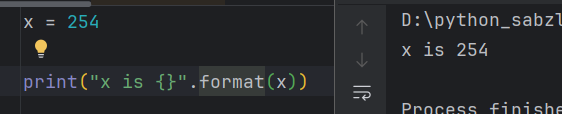 x = 254
print("x is {}".format(x))
D:\python_sabzl
x is 254
Process finishe